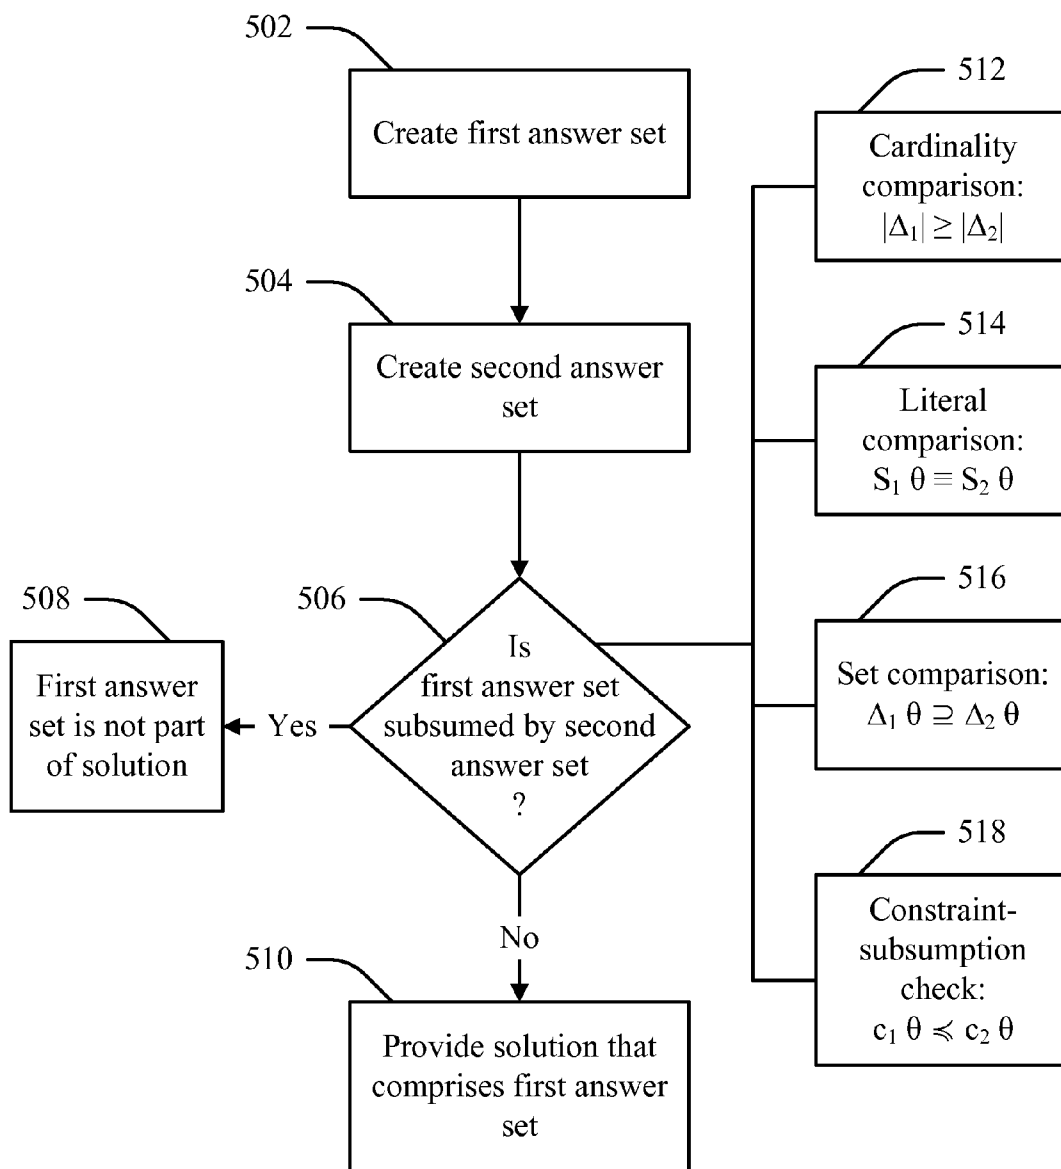 502
Create first answer set
504
Create second answer
set
506
Is
first answer set
subsumed by second
answer set
?
Yes
508
First answer
set is not part
of solution
No
510
Provide solution that
comprises first answer
set
512
Cardinality
comparison:
|Δ₁| ≥ |Δ₂|
514
Literal
comparison:
S₁ θ ≡ S₂ θ
516
Set comparison:
Δ₁ θ ⊇ Δ₂ θ
518
Constraint-
subsumption
check:
c₁ θ ≼ c₂ θ